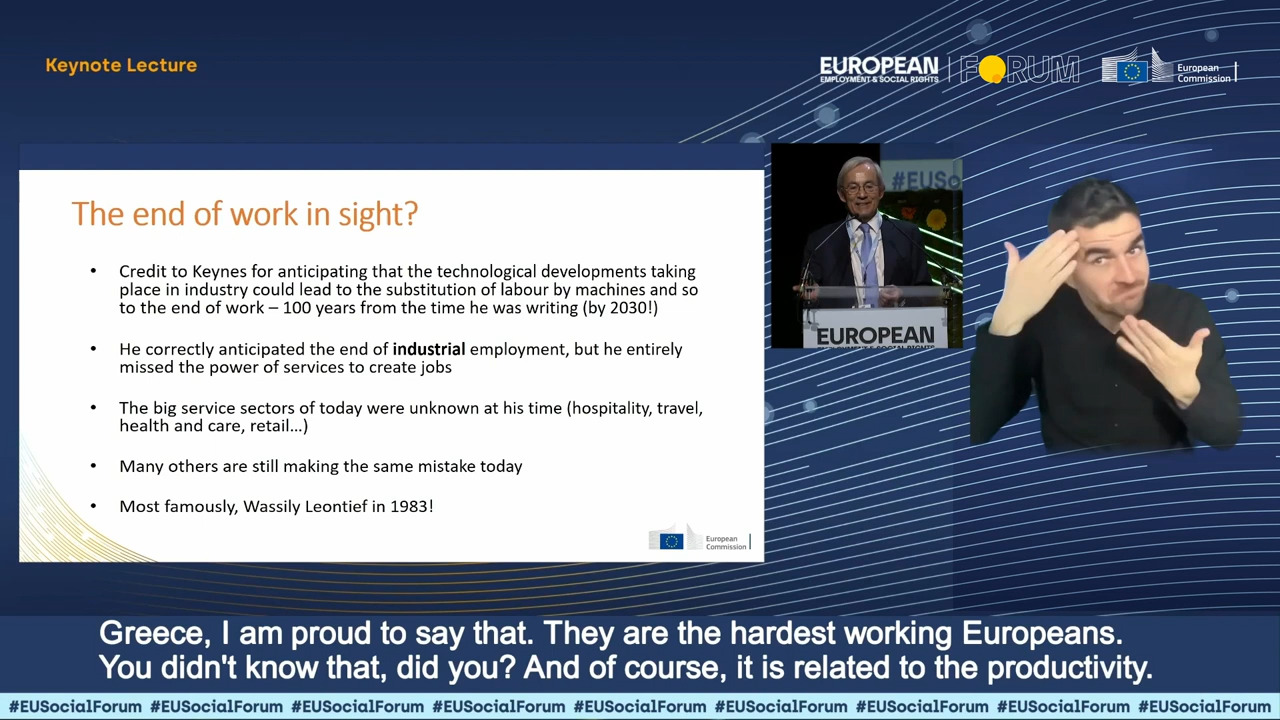 Keynote Lecture
EUROPEAN
EMPLOYMENT & SOCIAL RIGHTS
FORUM
European
Commission
#EUSo
The end of work in sight?
• Credit to Keynes for anticipating that the technological developments taking
place in industry could lead to the substitution of labour by machines and so
to the end of work – 100 years from the time he was writing (by 2030!)
• He correctly anticipated the end of industrial employment, but he entirely
missed the power of services to create jobs
• The big service sectors of today were unknown at his time (hospitality, travel,
health and care, retail...)
• Many others are still making the same mistake today
• Most famously, Wassily Leontief in 1983!
European
Commission
EUROPEAN
EMPLOYMENT & SOCIAL RIGHTS
Greece, I am proud to say that. They are the hardest working Europeans.
You didn't know that, did you? And of course, it is related to the productivity.
#EUSocialForum #EUSocialForum #EUSocialForum #EUSocialForum #EUSocialForum #EUSocialForum #EUSocialForum #EUSocialForum #EUSocialForum